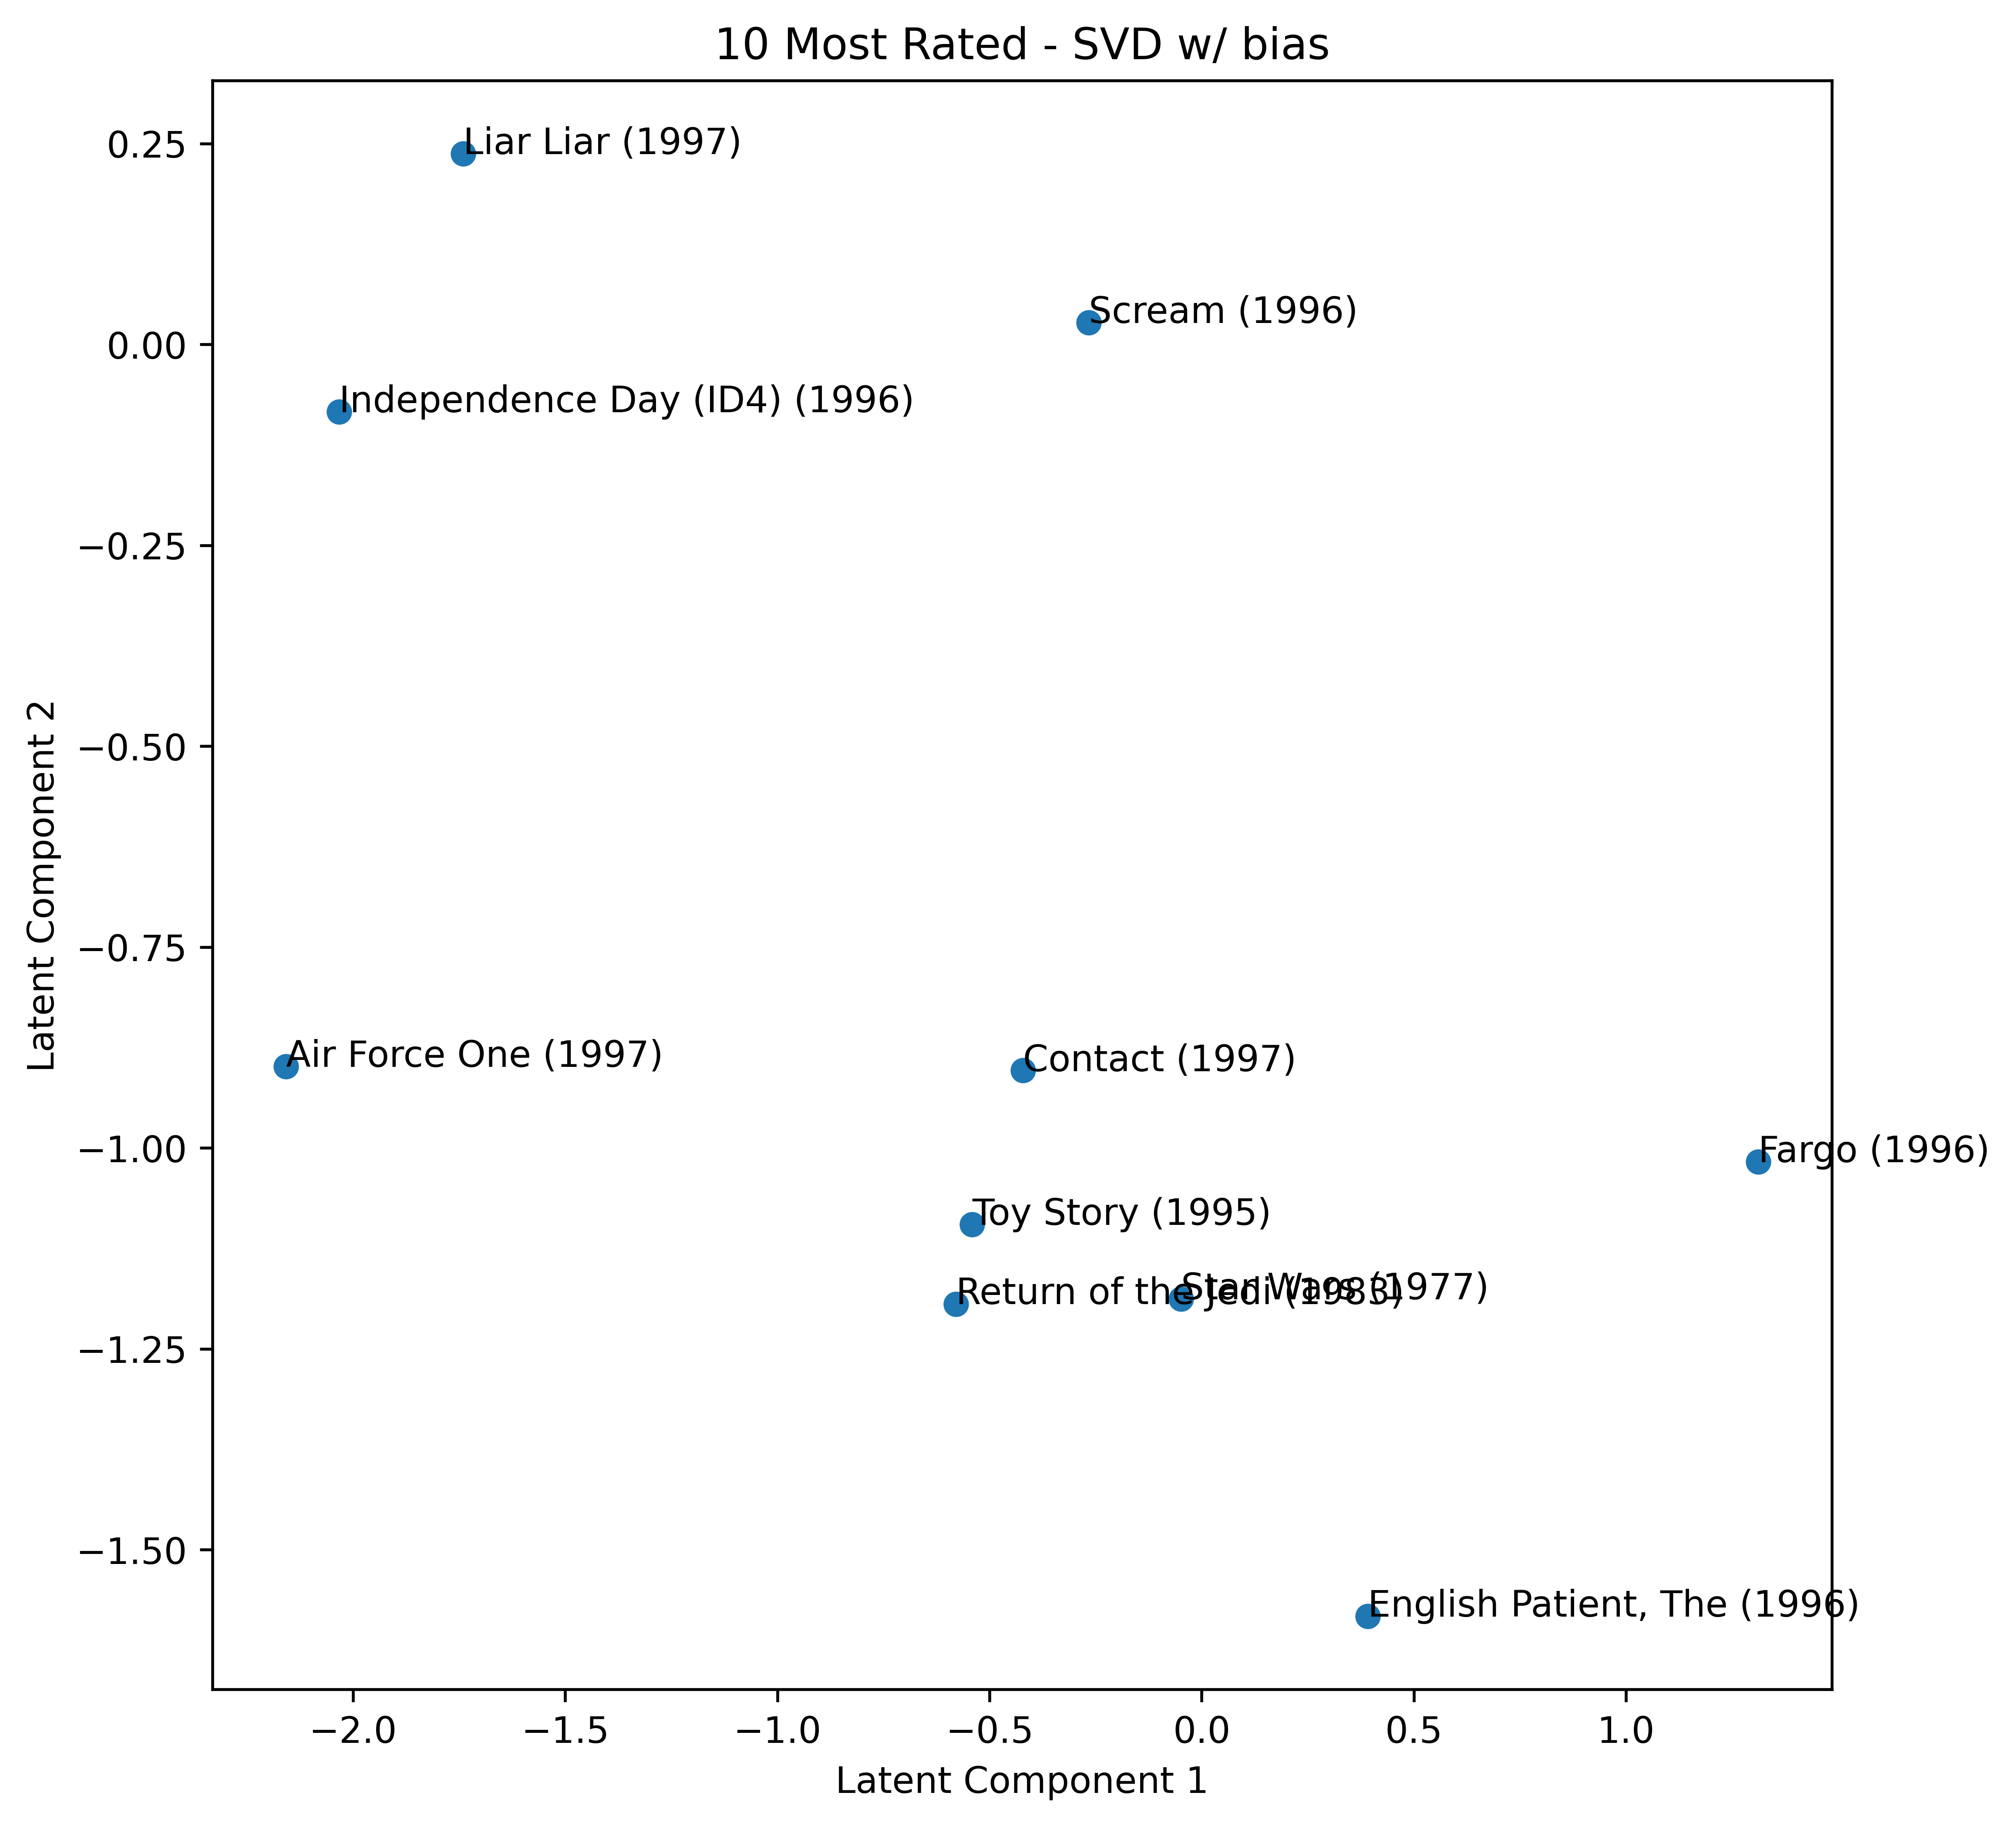 10 Most Rated - SVD w/ bias
0.25
Liar Liar (1997)
Scream (1996)
0.00
Independence Day (ID4) (1996)
−0.25
−0.50
Latent Component 2
−0.75
Air Force One (1997)
Contact (1997)
−1.00
Fargo (1996)
Toy Story (1995)
Star Wars (1977)
Return of the Jedi (1983)
−1.25
−1.50
English Patient, The (1996)
−2.0 −1.5 −1.0 −0.5 0.0 0.5 1.0
Latent Component 1